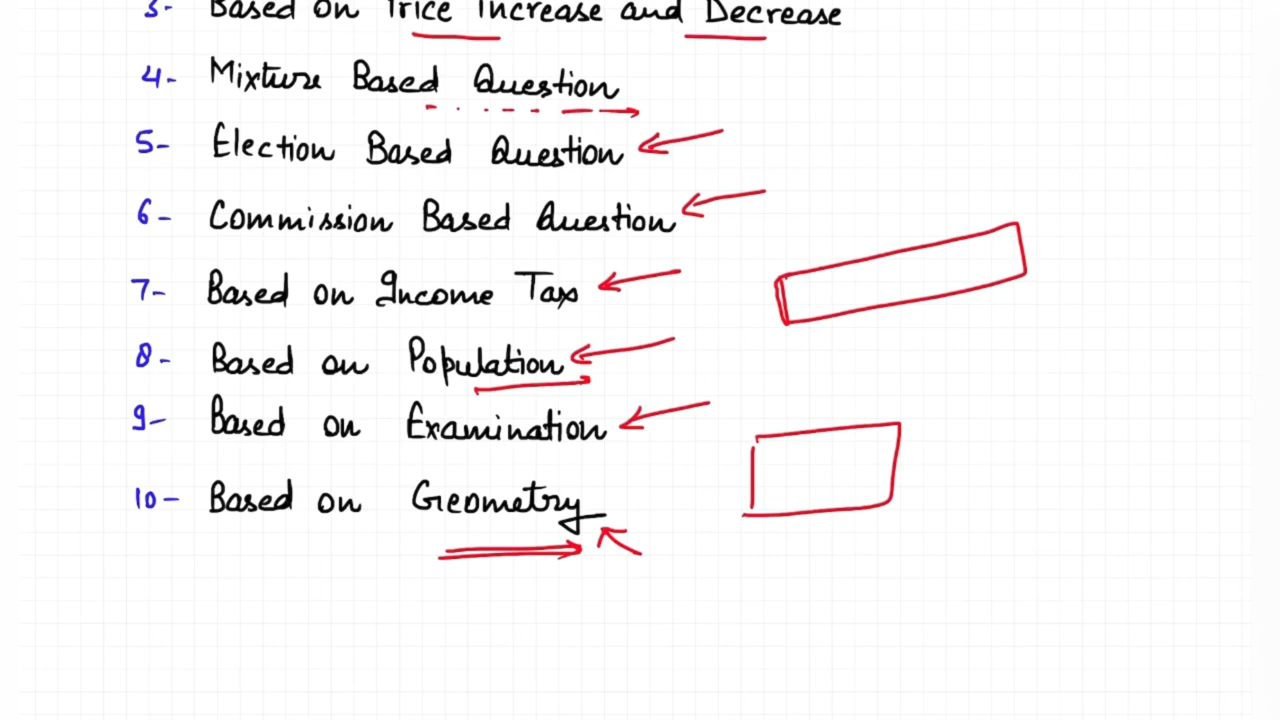 3- Based on Price Increase and Decrease
4- Mixture Based Question
5- Election Based Question
6- Commission Based Question
7- Based on Income Tax
8- Based on Population
9- Based on Examination
10- Based on Geometry